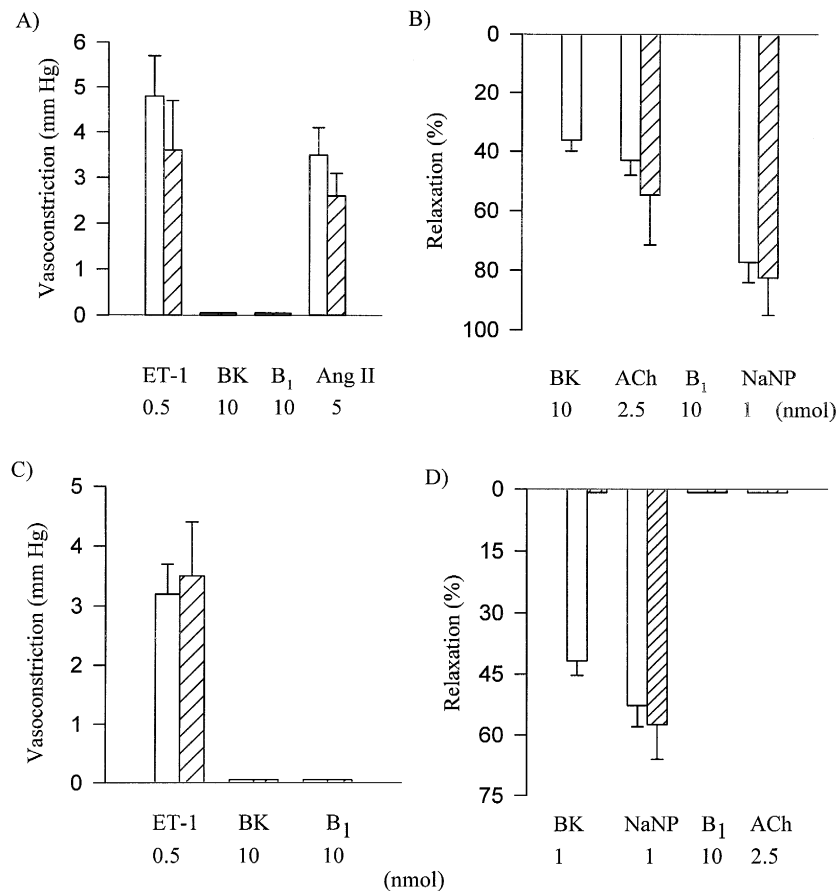 A)
Vasoconstriction (mm Hg)
6
5
4
3
2
1
0
ET-1 BK B1 Ang II
0.5 10 10 5
B)
Relaxation (%)
0
20
40
60
80
100
BK ACh B1 NaNP
10 2.5 10 1 (nmol)
C)
Vasoconstriction (mm Hg)
5
4
3
2
1
0
ET-1 BK B1
0.5 10 10
(nmol)
D)
Relaxation (%)
0
15
30
45
60
75
BK NaNP B1 ACh
1 1 10 2.5